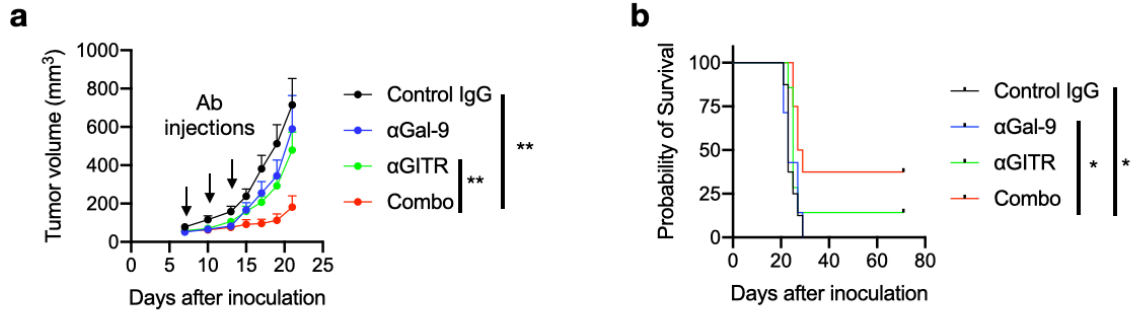 a
Tumor volume (mm³)
1000
800
600
400
200
0
0 5 10 15 20 25
Days after inoculation
Ab
injections
Control IgG
αGal-9
αGITR
Combo
**
**
b
Probability of Survival
100
75
50
25
0
0 20 40 60 80
Days after inoculation
Control IgG
αGal-9
αGITR
Combo
*
*